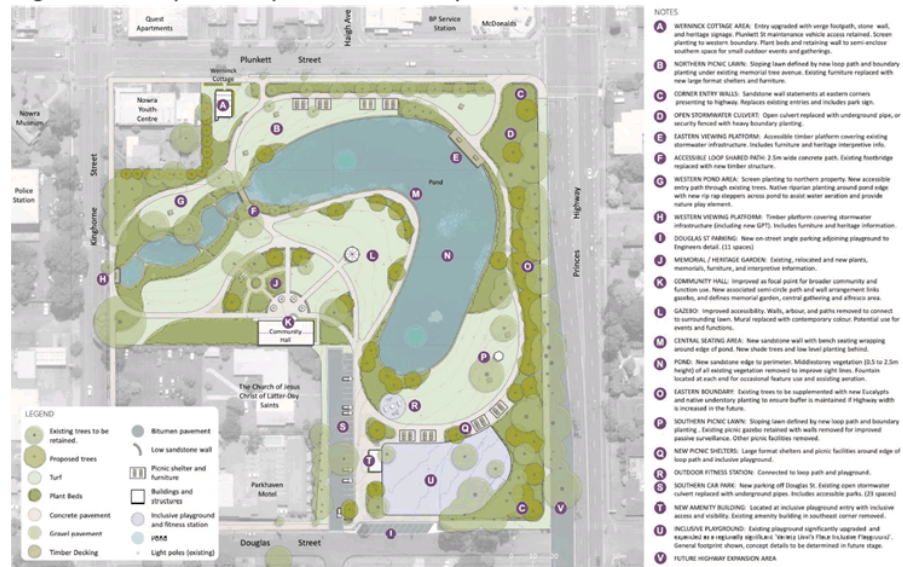 Quest
Apartments
Haigh Ave
BP Service
Station
McDonalds
Plunkett Street
Werninck
Cottage
Nowra
Youth
Centre
Nowra
Museum
Police
Station
Kinghorne Street
Pond
Princes Highway
Community
Hall
The Church of Jesus
Christ of Latter-Day
Saints
Parkhaven
Motel
Douglas Street
A
B
C
D
E
F
G
H
I
J
K
L
M
N
O
P
Q
R
S
T
U
V
C
LEGEND
Existing trees to be
retained.
Proposed trees
Turf
Plant Beds
Concrete pavement
Gravel pavement
Timber Decking
Bitumen pavement
Low sandstone wall
Picnic shelter and
furniture
Buildings and
structures
Inclusive playground
and fitness station
Pond
Light poles (existing)
NOTES
A WERNINCK COTTAGE AREA: Entry upgraded with verge footpath, stone wall,
and heritage signage. Plunkett St maintenance vehicle access retained. Screen
planting to western boundary. Plant beds and retaining wall to semi-enclose
southern space for small outdoor events and gatherings.
B NORTHERN PICNIC LAWN: Sloping lawn defined by new loop path and boundary
planting under existing memorial tree avenue. Existing furniture replaced with
new large format shelters and furniture.
C CORNER ENTRY WALLS: Sandstone wall statements at eastern corners
presenting to highway. Replaces existing entries and includes park sign.
D OPEN STORMWATER CULVERT: Open culvert replaced with underground pipe, or
security fenced with heavy boundary planting.
E EASTERN VIEWING PLATFORM: Accessible timber platform covering existing
stormwater infrastructure. Includes furniture and heritage interpretive info.
F ACCESSIBLE LOOP SHARED PATH: 2.5m wide concrete path. Existing footbridge
replaced with new timber structure.
G WESTERN POND AREA: Screen planting to northern property. New accessible
entry path through existing trees. Native riparian planting around pond edge
with new rip rap steppers across pond to assist water aeration and provide
nature play element.
H WESTERN VIEWING PLATFORM: Timber platform covering stormwater
infrastructure (including new GPT). Includes furniture and heritage information.
I DOUGLAS ST PARKING: New on-street angle parking adjoining playground to
Engineers detail. (11 spaces)
J MEMORIAL / HERITAGE GARDEN: Existing, relocated and new plants,
memorials, furniture, and interpretive information.
K COMMUNITY HALL: Improved as focal point for broader community and
function use. New associated semi-circle path and wall arrangement links
gazebo, and defines memorial garden, central gathering and alfresco area.
L GAZEBO: Improved accessibility. Walls, arbour, and paths removed to connect
to surrounding lawn. Mural replaced with contemporary colour. Potential use for
events and functions.
M CENTRAL SEATING AREA: New sandstone wall with bench seating wrapping
around edge of pond. New shade trees and low level planting behind.
N POND: New sandstone edge to perimeter. Middlestorey vegetation (0.5 to 2.5m
height) of all existing vegetation removed to improve sight lines. Fountain
located at each end for occasional feature use and assisting aeration.
O EASTERN BOUNDARY: Existing trees to be supplemented with new Eucalypts
and native understory planting to ensure buffer is maintained if Highway width
is increased in the future.
P SOUTHERN PICNIC LAWN: Sloping lawn defined by new loop path and boundary
planting . Existing picnic gazebo retained with walls removed for improved
passive surveillance. Other picnic facilities removed.
Q NEW PICNIC SHELTERS: Large format shelters and picnic facilities around edge of
loop path and inclusive playground.
R OUTDOOR FITNESS STATION: Connected to loop path and playground.
S SOUTHERN CAR PARK: New parking off Douglas St. Existing open stormwater
culvert replaced with underground pipes. Includes accessible parks. (23 spaces)
T NEW AMENITY BUILDING: Located at inclusive playground entry with inclusive
access and visibility. Existing amenity building in southeast corner removed.
U INCLUSIVE PLAYGROUND: Existing playground significantly upgraded and
expanded as a regionally significant 'Variety Livvi's Place Inclusive Playground'.
General footprint shown, concept details to be determined in future stage.
V FUTURE HIGHWAY EXPANSION AREA